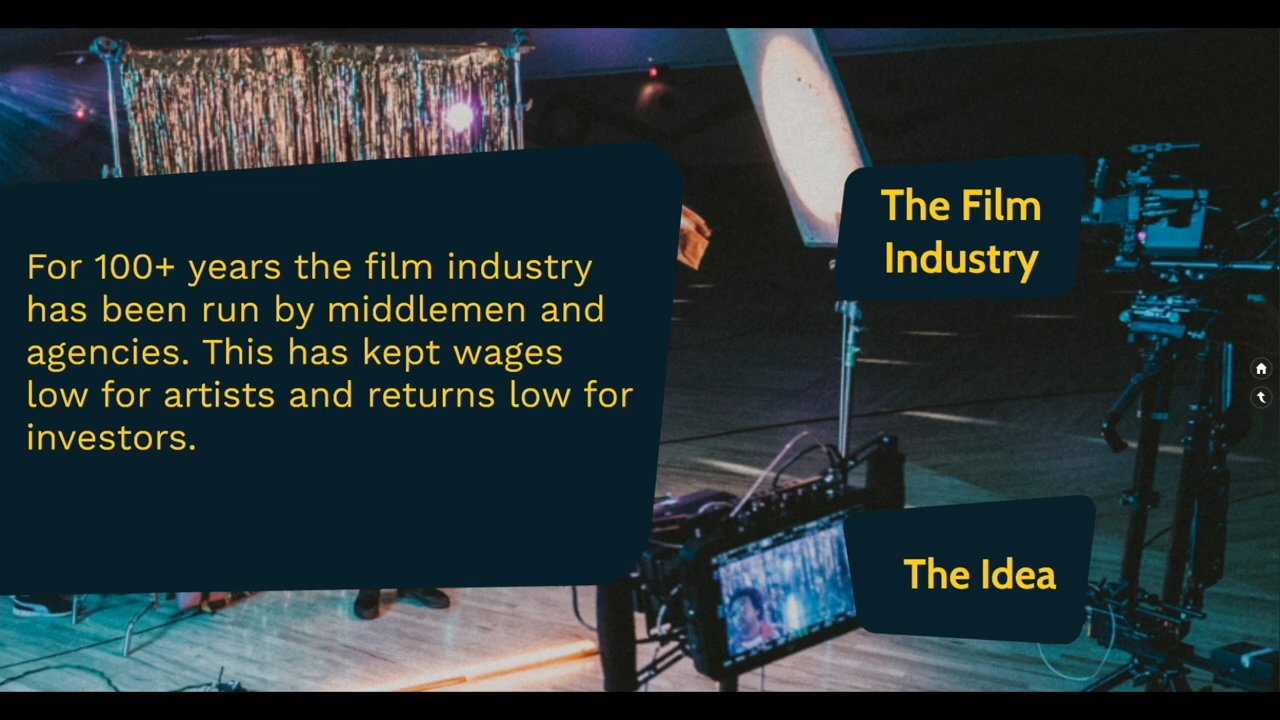 For 100+ years the film industry
has been run by middlemen and
agencies. This has kept wages
low for artists and returns low for
investors.
The Film
Industry
The Idea